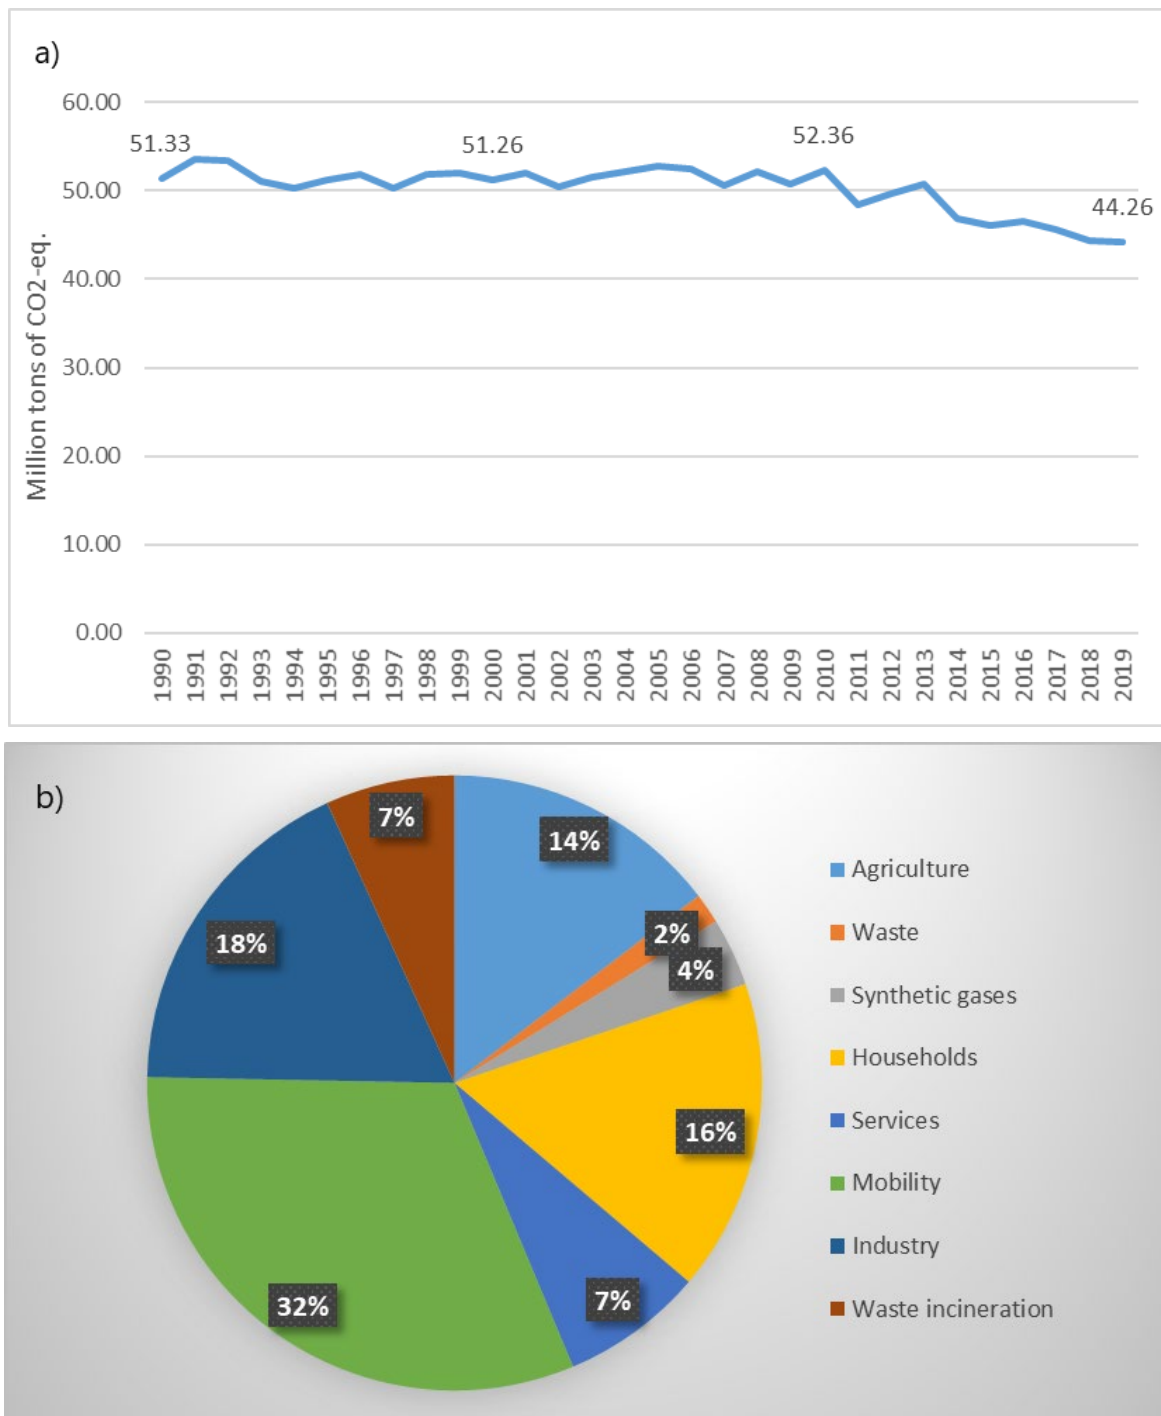 a)
60.00
51.33
51.26
52.36
50.00
44.26
40.00
30.00
20.00
10.00
0.00
Million tons of CO2-eq.
1990 1991 1992 1993 1994 1995 1996 1997 1998 1999 2000 2001 2002 2003 2004 2005 2006 2007 2008 2009 2010 2011 2012 2013 2014 2015 2016 2017 2018 2019
b)
7%
14%
2%
18%
4%
16%
7%
32%
Agriculture
Waste
Synthetic gases
Households
Services
Mobility
Industry
Waste incineration